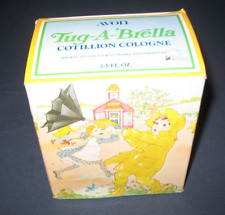 AVON
Tug-A-Brella
COTILLION COLOGNE
2.5 FL. OZ.